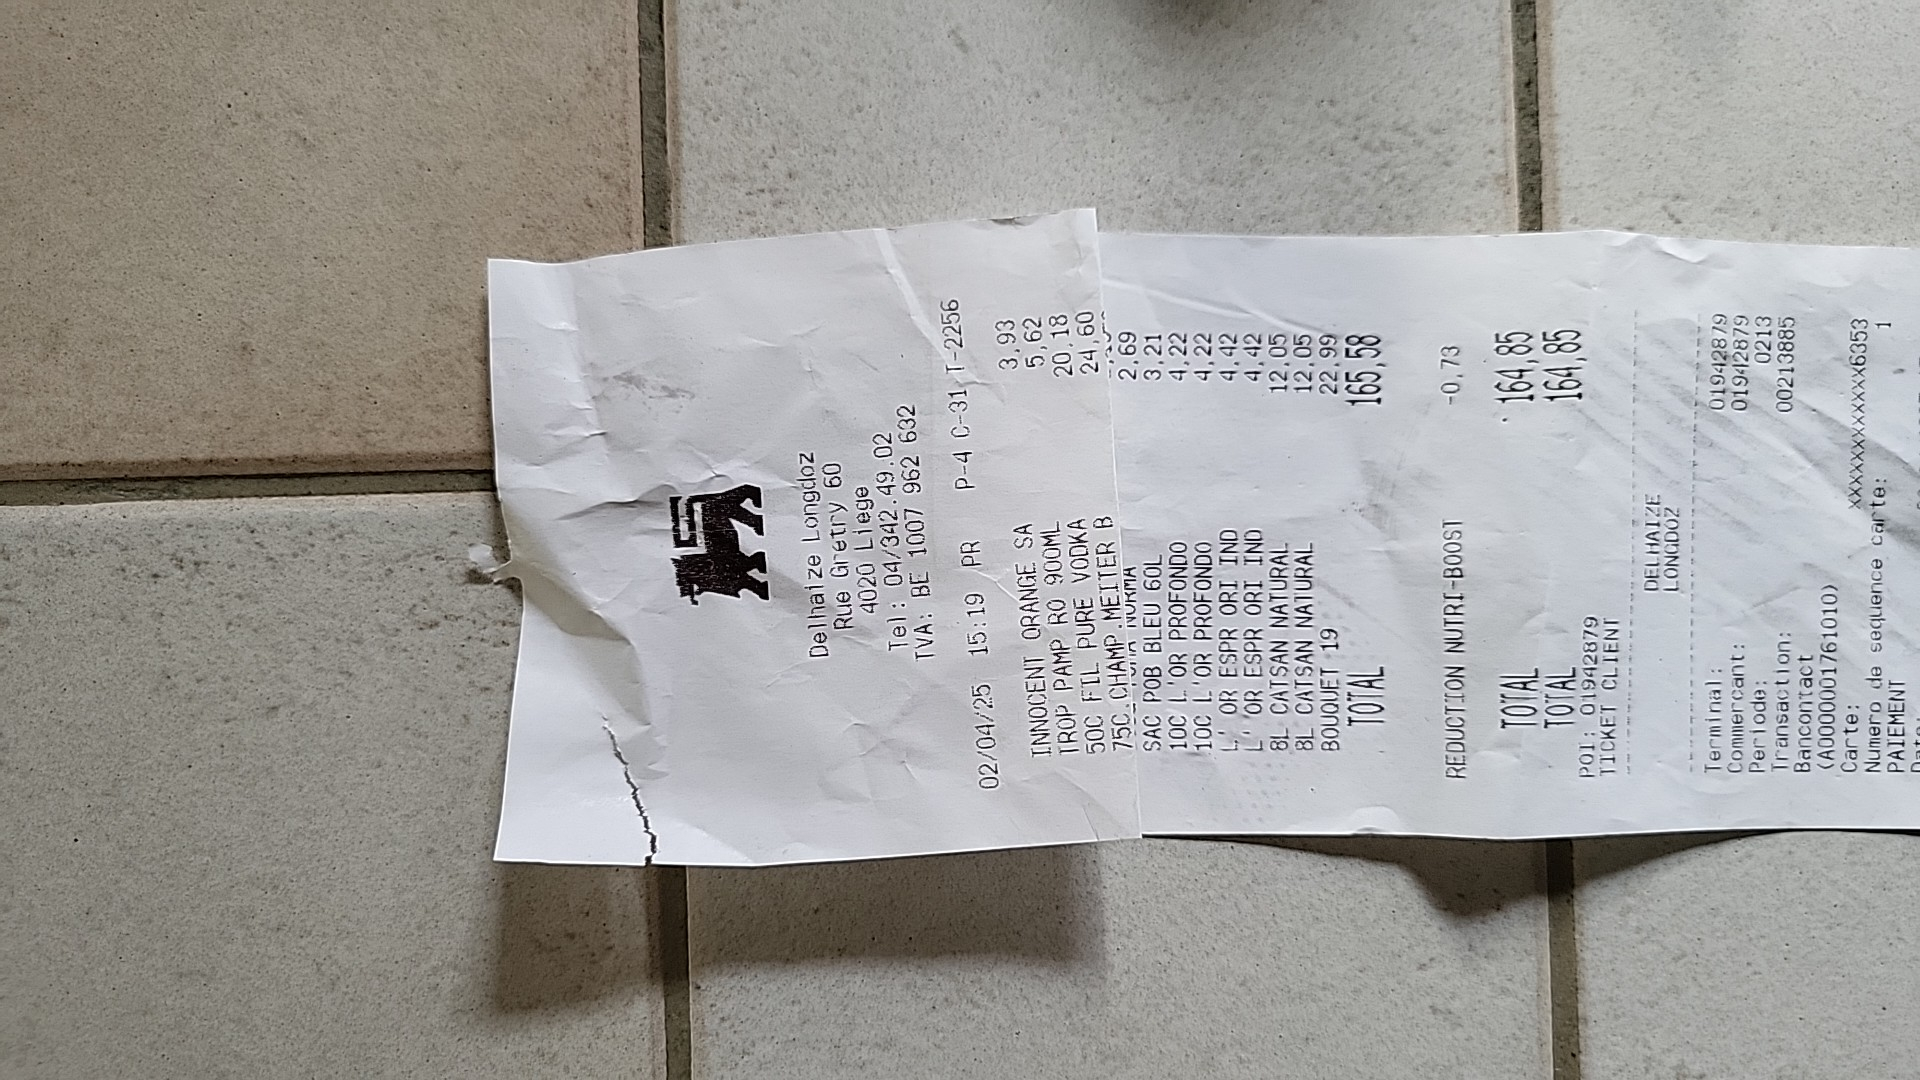 Delhaize Longdoz
Rue Grétry 60
4020 Liege
Tel: 04/342.49.02
TVA: BE 1007 962 632
02/04/25 15:19 PR P-4 C-31 T-2256
INNOCENT ORANGE SA 3,93
TROP PAMP RO 900ML 5,62
50C FIL PURE VODKA 20,18
75C.CHAMP.MEJTER B 24,60
SAC POB BLEU 60L 2,69
10C L'OR PROFONDO 3,21
10C L'OR PROFONDO 4,22
L' OR ESPR ORI IND 4,22
L' OR ESPR ORI IND 4,42
8L CATSAN NATURAL 4,42
8L CATSAN NATURAL 12,05
BOUQUET 19 12,05
22,99
TOTAL 165,58
REDUCTION NUTRI-BOOST -0,73
TOTAL 164,85
TOTAL 164,85
POI: 01942879
TICKET CLIENT
DELHAIZE
LONGDOZ
Terminal: 01942879
Commercant: 01942879
Periode: 0213
Transaction: 00213885
Bancontact
(A0000001761010)
Carte: xxxxxxxxxxxxx6353
Numero de sequence carte: 1
PAIEMENT